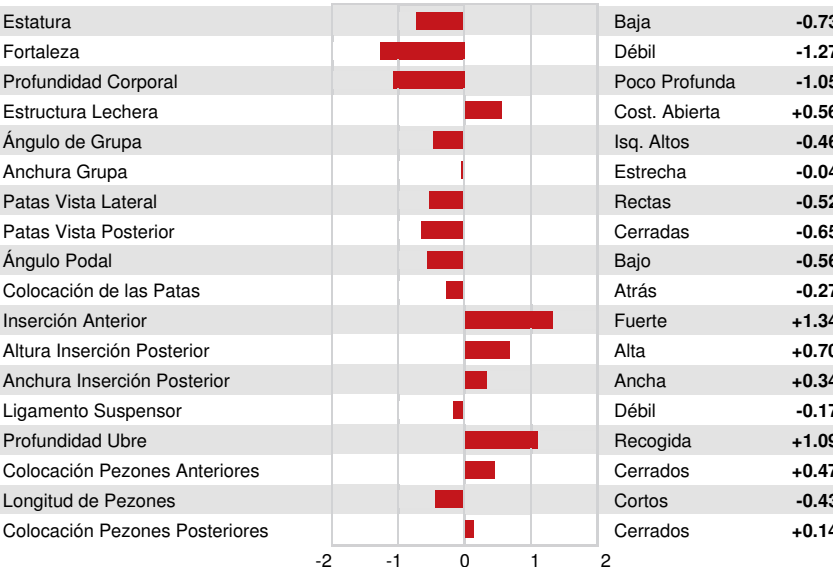 Estatura Baja -0.73
Fortaleza Débil -1.27
Profundidad Corporal Poco Profunda -1.05
Estructura Lechera Cost. Abierta +0.56
Ángulo de Grupa Isq. Altos -0.46
Anchura Grupa Estrecha -0.04
Patas Vista Lateral Rectas -0.52
Patas Vista Posterior Cerradas -0.65
Ángulo Podal Bajo -0.56
Colocación de las Patas Atrás -0.27
Inserción Anterior Fuerte +1.34
Altura Inserción Posterior Alta +0.70
Anchura Inserción Posterior Ancha +0.34
Ligamento Suspensor Débil -0.17
Profundidad Ubre Recogida +1.09
Colocación Pezones Anteriores Cerrados +0.47
Longitud de Pezones Cortos -0.43
Colocación Pezones Posteriores Cerrados +0.14
-2 -1 0 1 2